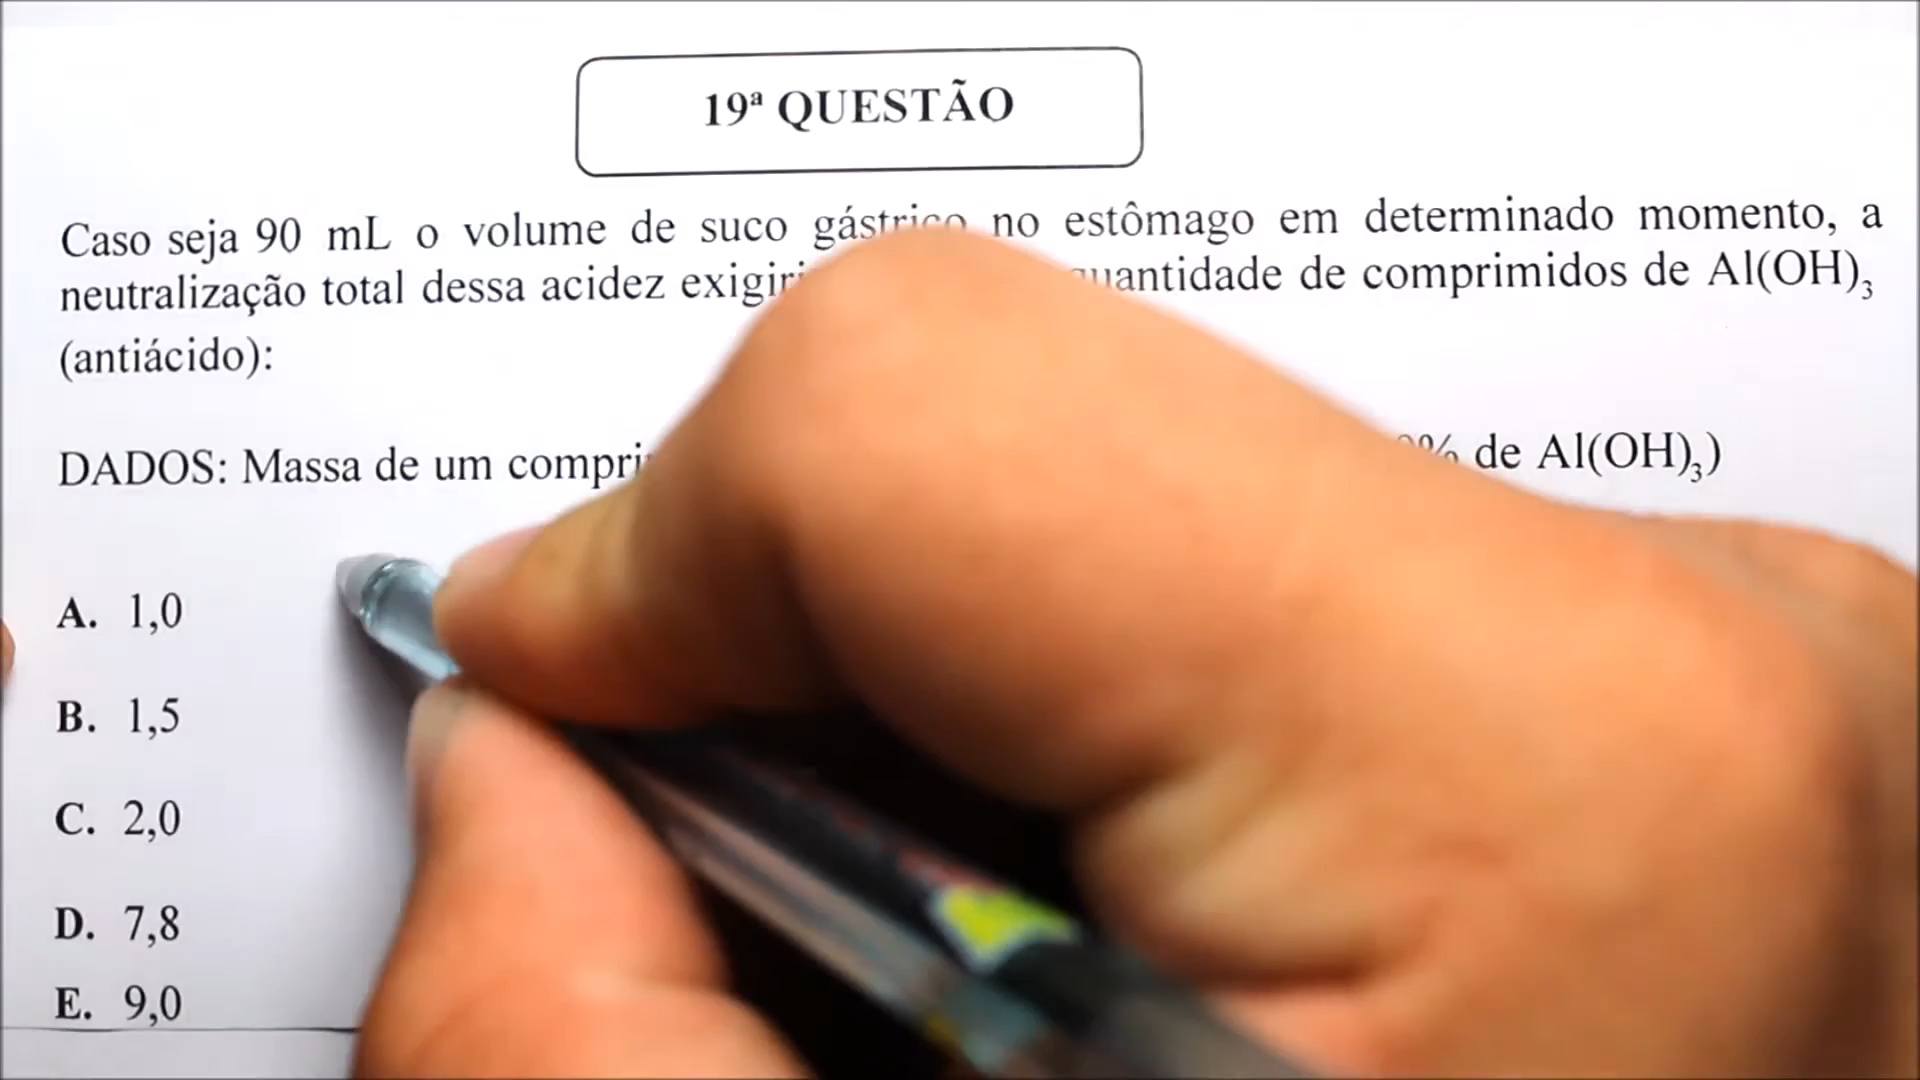 19ª QUESTÃO
Caso seja 90 mL o volume de suco gástrico no estômago em determinado momento, a
neutralização total dessa acidez exigiri quantidade de comprimidos de Al(OH)₃
(antiácido):
DADOS: Massa de um compri % de Al(OH)₃)
A. 1,0
B. 1,5
C. 2,0
D. 7,8
E. 9,0